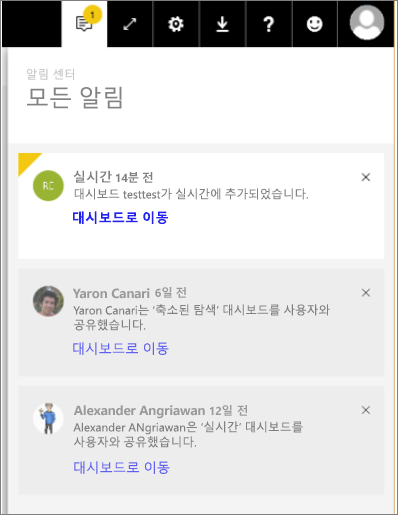 1
?
알림 센터
모든 알림
RC
실시간 14분 전
대시보드 testtest가 실시간에 추가되었습니다.
대시보드로 이동
Yaron Canari 6일 전
Yaron Canari는 '축소된 탐색' 대시보드를 사용자와
공유했습니다.
대시보드로 이동
Alexander Angriawan 12일 전
Alexander ANgriawan은 '실시간' 대시보드를
사용자와 공유했습니다.
대시보드로 이동